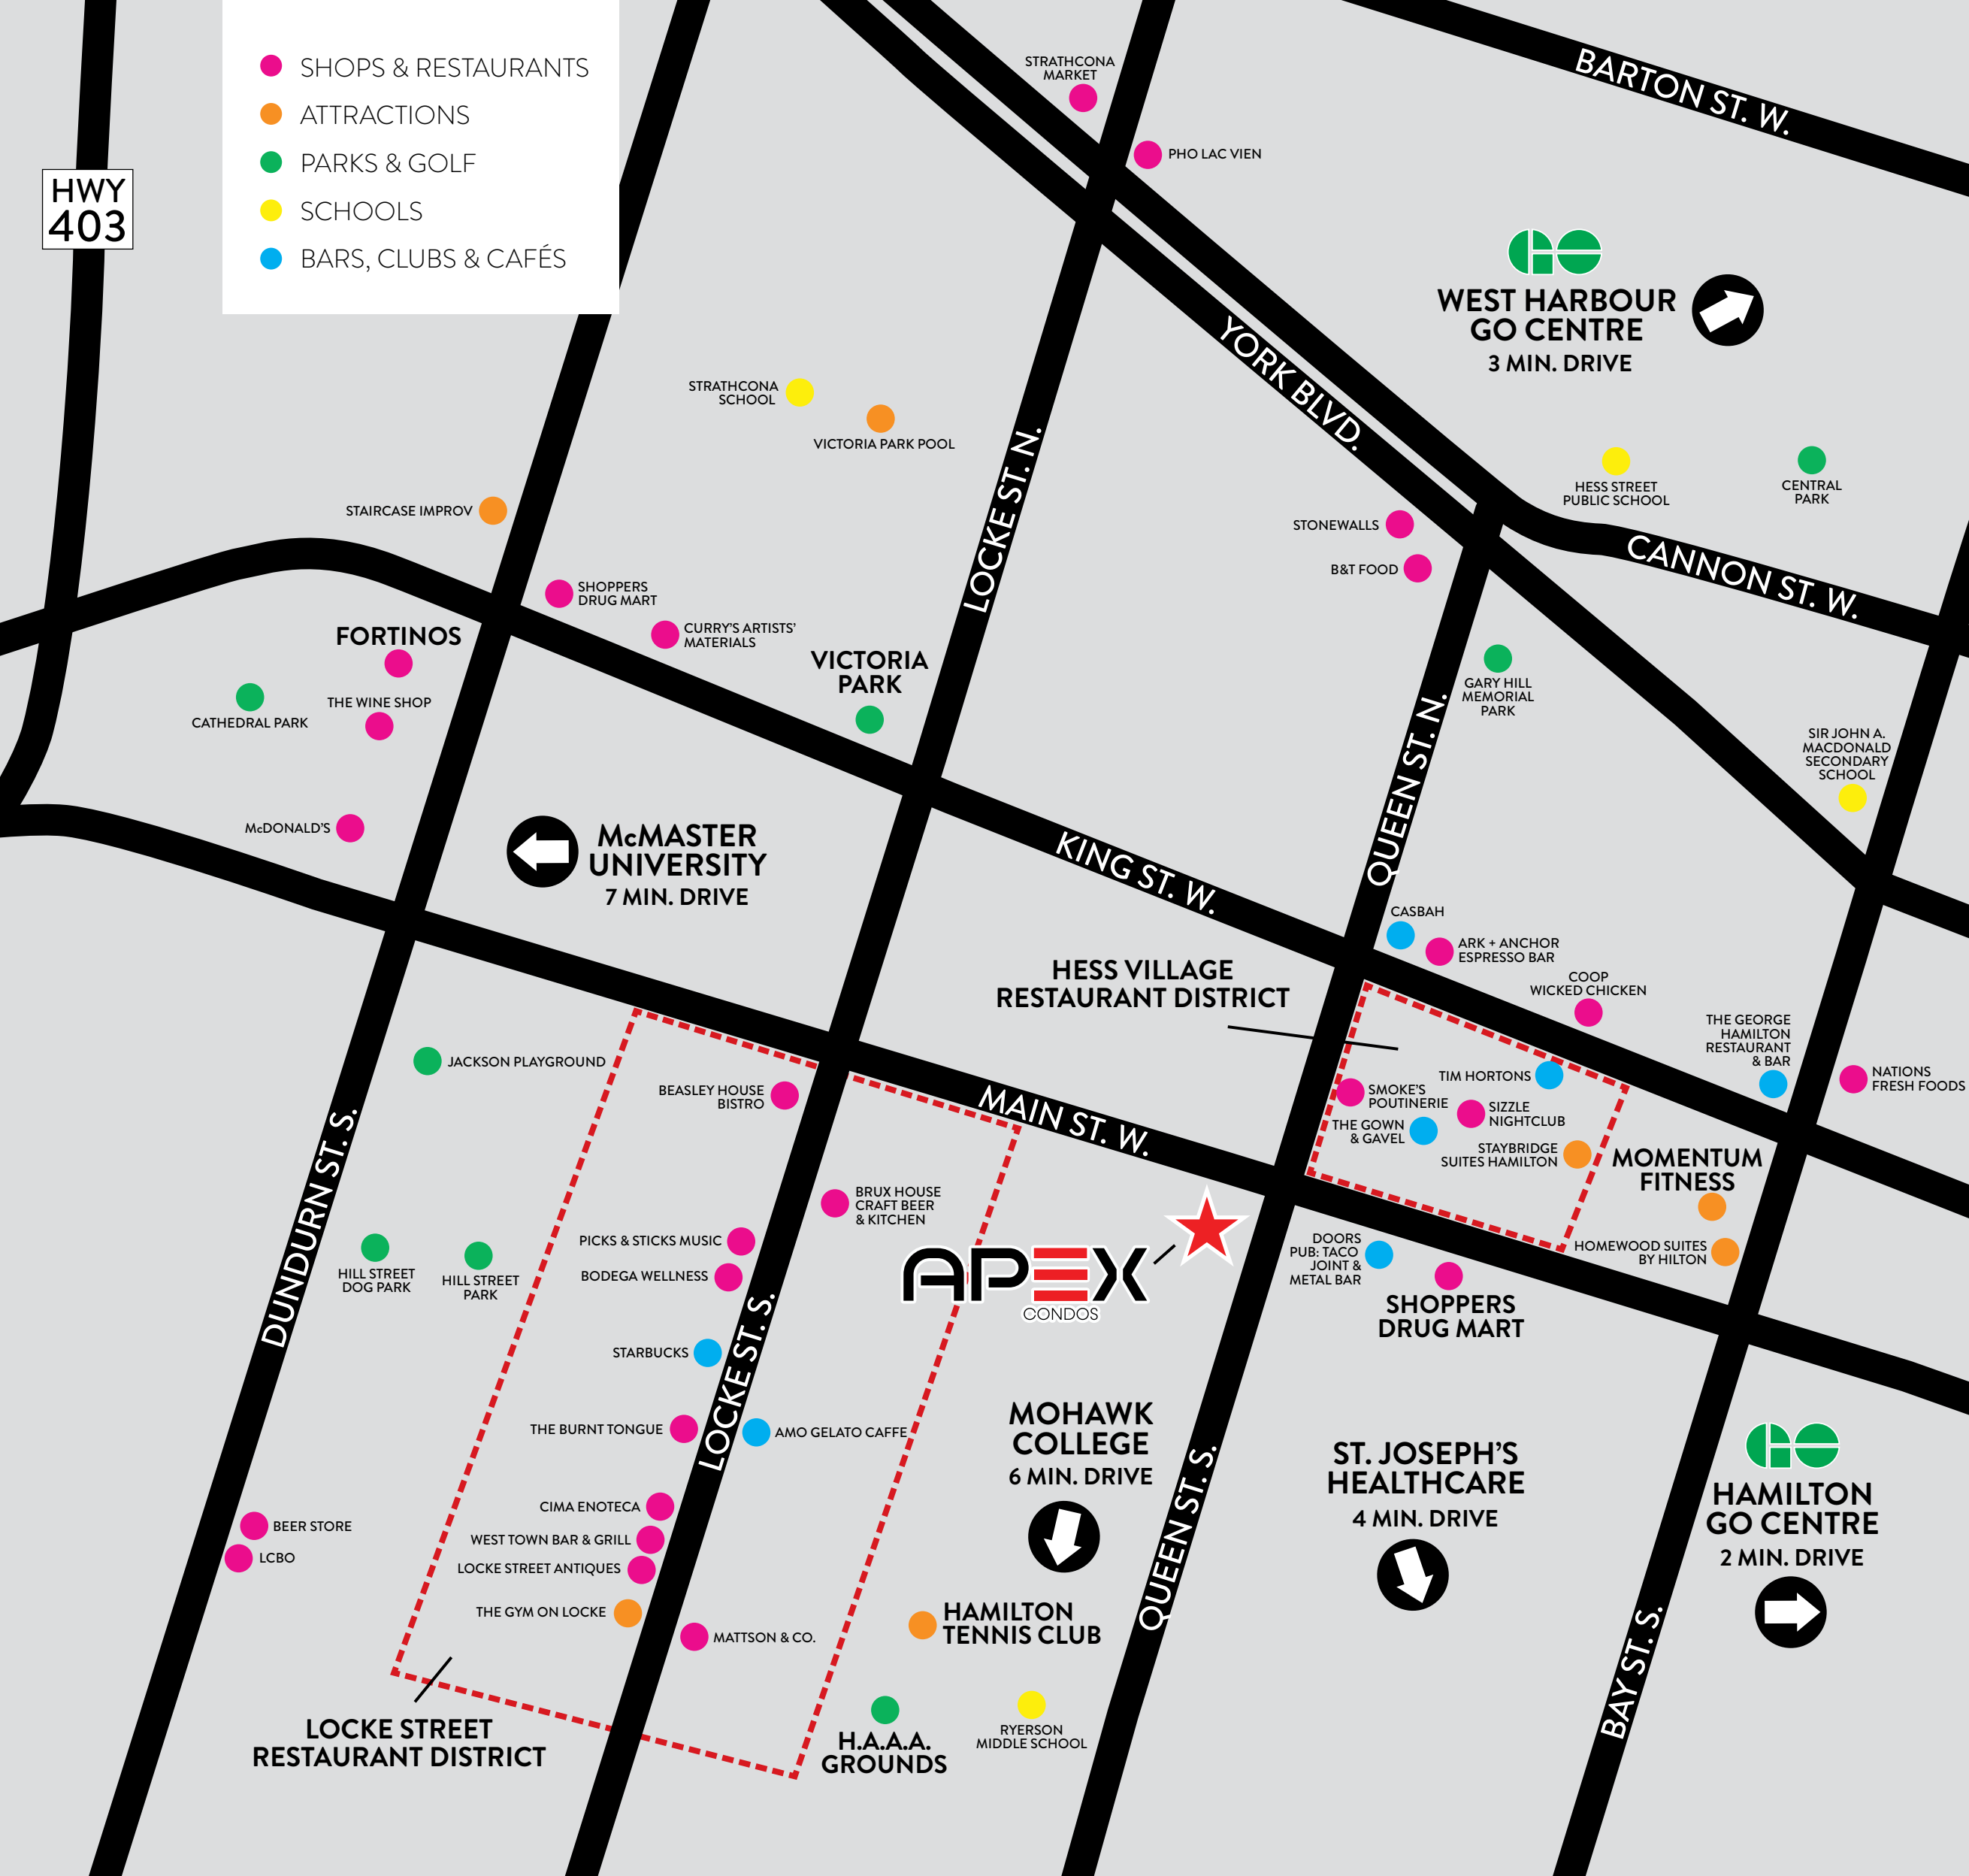 SHOPS & RESTAURANTS
ATTRACTIONS
PARKS & GOLF
SCHOOLS
BARS, CLUBS & CAFÉS
HWY
403
STRATHCONA
MARKET
PHO LAC VIEN
BARTON ST. W.
WEST HARBOUR
GO CENTRE
3 MIN. DRIVE
YORK BLVD.
STRATHCONA
SCHOOL
VICTORIA PARK POOL
LOCKE ST. N.
HESS STREET
PUBLIC SCHOOL
CENTRAL
PARK
STAIRCASE IMPROV
STONEWALLS
B&T FOOD
CANNON ST. W.
SHOPPERS
DRUG MART
CURRY'S ARTISTS'
MATERIALS
FORTINOS
VICTORIA
PARK
GARY HILL
MEMORIAL
PARK
CATHEDRAL PARK
THE WINE SHOP
QUEEN ST. N.
SIR JOHN A.
MACDONALD
SECONDARY
SCHOOL
McDONALD'S
McMASTER
UNIVERSITY
7 MIN. DRIVE
KING ST. W.
CASBAH
ARK + ANCHOR
ESPRESSO BAR
HESS VILLAGE
RESTAURANT DISTRICT
COOP
WICKED CHICKEN
THE GEORGE
HAMILTON
RESTAURANT
& BAR
NATIONS
FRESH FOODS
JACKSON PLAYGROUND
BEASLEY HOUSE
BISTRO
MAIN ST. W.
TIM HORTONS
SMOKE'S
POUTINERIE
SIZZLE
NIGHTCLUB
THE GOWN
& GAVEL
STAYBRIDGE
SUITES HAMILTON
MOMENTUM
FITNESS
DUNDURN ST. S.
BRUX HOUSE
CRAFT BEER
& KITCHEN
PICKS & STICKS MUSIC
BODEGA WELLNESS
HILL STREET
DOG PARK
HILL STREET
PARK
APEX
CONDOS
DOORS
PUB: TACO
JOINT &
METAL BAR
HOMEWOOD SUITES
BY HILTON
SHOPPERS
DRUG MART
STARBUCKS
LOCKE ST. S.
THE BURNT TONGUE
AMO GELATO CAFFE
MOHAWK
COLLEGE
6 MIN. DRIVE
ST. JOSEPH'S
HEALTHCARE
4 MIN. DRIVE
HAMILTON
GO CENTRE
2 MIN. DRIVE
QUEEN ST. S.
BEER STORE
LCBO
CIMA ENOTECA
WEST TOWN BAR & GRILL
LOCKE STREET ANTIQUES
THE GYM ON LOCKE
MATTSON & CO.
HAMILTON
TENNIS CLUB
BAY ST. S.
LOCKE STREET
RESTAURANT DISTRICT
H.A.A.A.
GROUNDS
RYERSON
MIDDLE SCHOOL